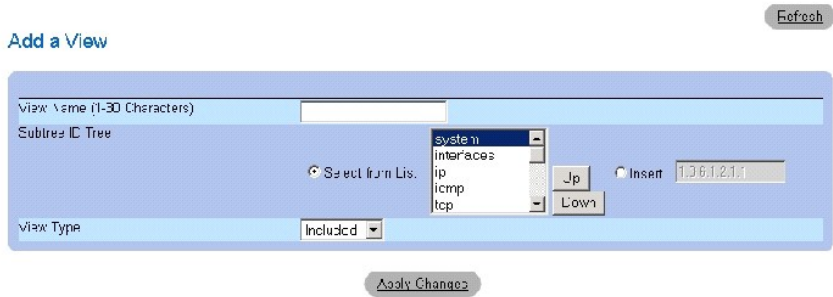 Refresh
Add a View
View Name (1-30 Characters)
Subtree ID Tree
system
interfaces
Select from List
ip
Up
Insert
1.3.6.1.2.1.1
icmp
tcp
Down
View Type
Included
Apply Changes